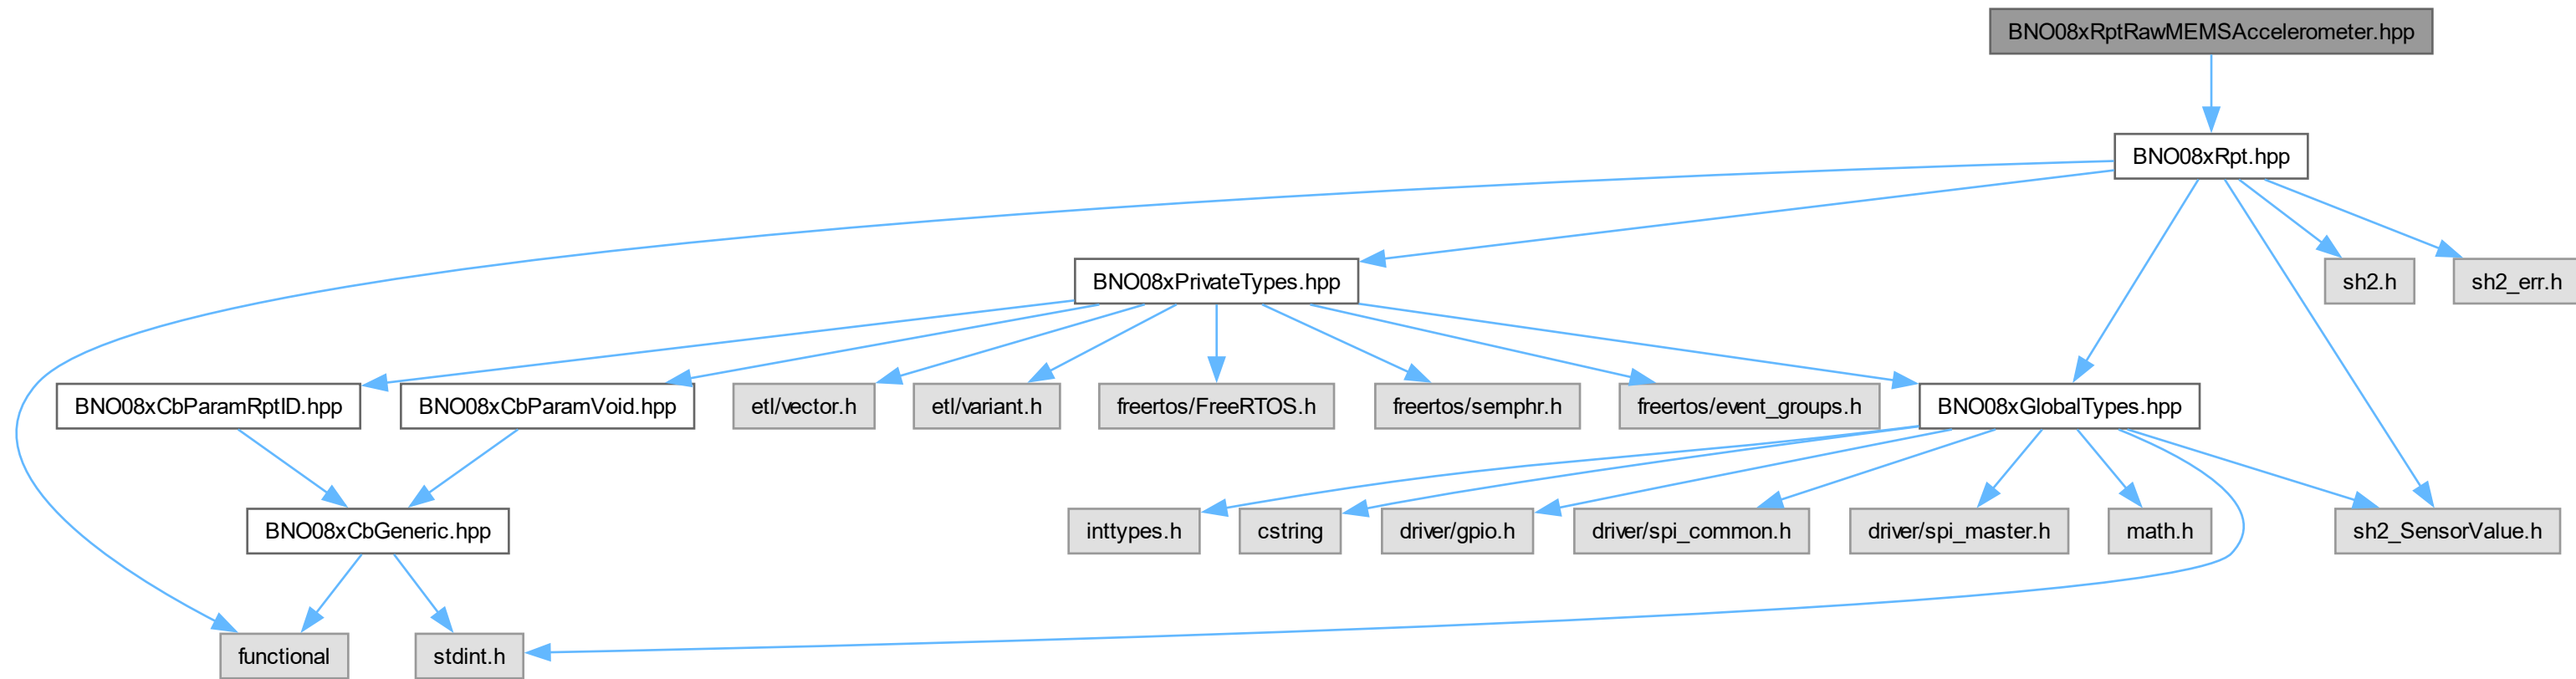 BNO08xRptRawMEMSAccelerometer.hpp
BNO08xRpt.hpp
BNO08xPrivateTypes.hpp
sh2.h
sh2_err.h
BNO08xCbParamRptID.hpp
BNO08xCbParamVoid.hpp
etl/vector.h
etl/variant.h
freertos/FreeRTOS.h
freertos/semphr.h
freertos/event_groups.h
BNO08xGlobalTypes.hpp
BNO08xCbGeneric.hpp
inttypes.h
cstring
driver/gpio.h
driver/spi_common.h
driver/spi_master.h
math.h
sh2_SensorValue.h
functional
stdint.h